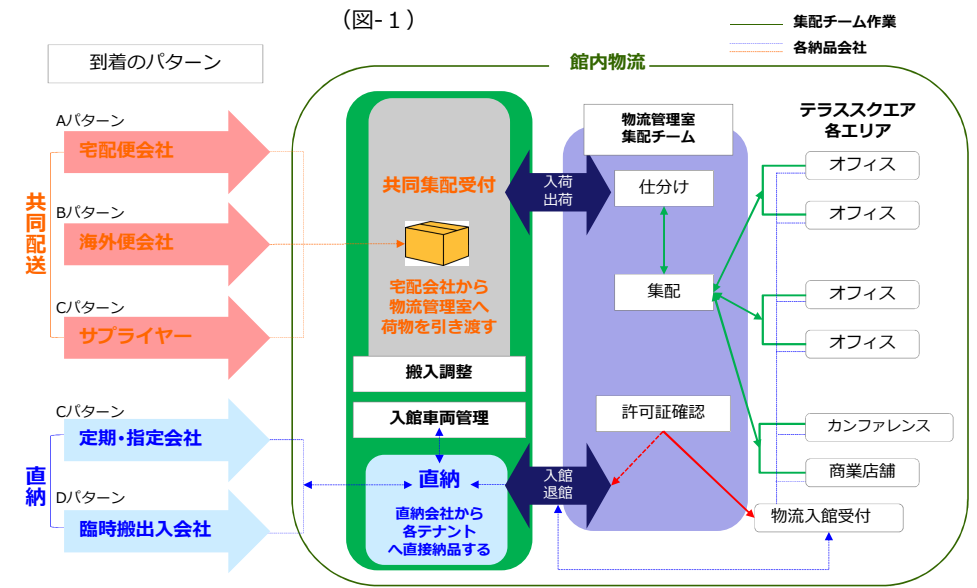 (図-１)
集配チーム作業
各納品会社
到着のパターン
館内物流
Aパターン
宅配便会社
Bパターン
海外便会社
Cパターン
サプライヤー
共同配送
Cパターン
定期・指定会社
Dパターン
臨時搬出入会社
直納
共同集配受付
宅配会社から
物流管理室へ
荷物を引き渡す
搬入調整
入館車両管理
直納
直納会社から
各テナント
へ直接納品する
入荷
出荷
入館
退館
物流管理室
集配チーム
仕分け
集配
許可証確認
テラススクエア
各エリア
オフィス
オフィス
オフィス
オフィス
カンファレンス
商業店舗
物流入館受付